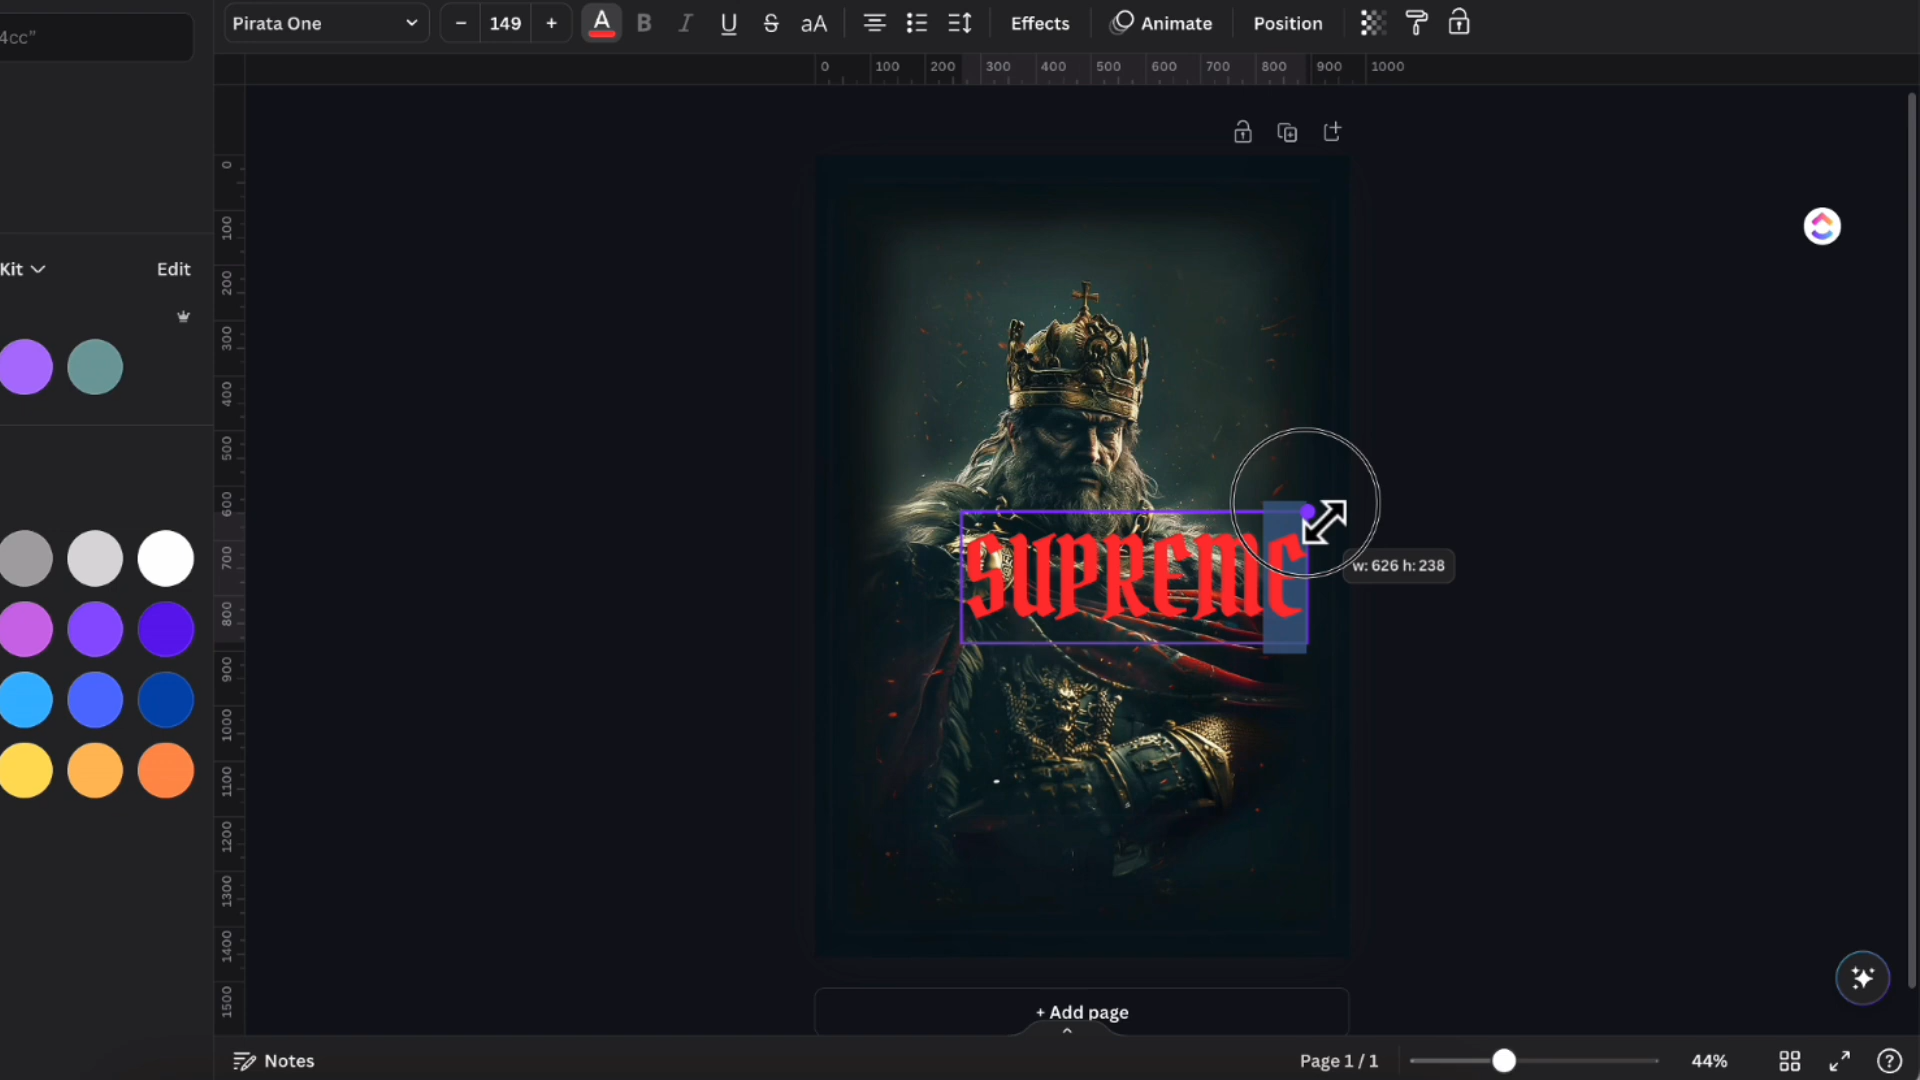 4cc"
Pirata One
– 149 +
A B I U S aA
Effects
Animate
Position
0 100 200 300 400 500 600 700 800 900 1000
Kit
Edit
0
100
200
300
400
500
600
700
800
900
1000
1100
1200
1300
1400
1500
SUPREME
w: 626 h: 238
+ Add page
Notes
Page 1 / 1
44%
?